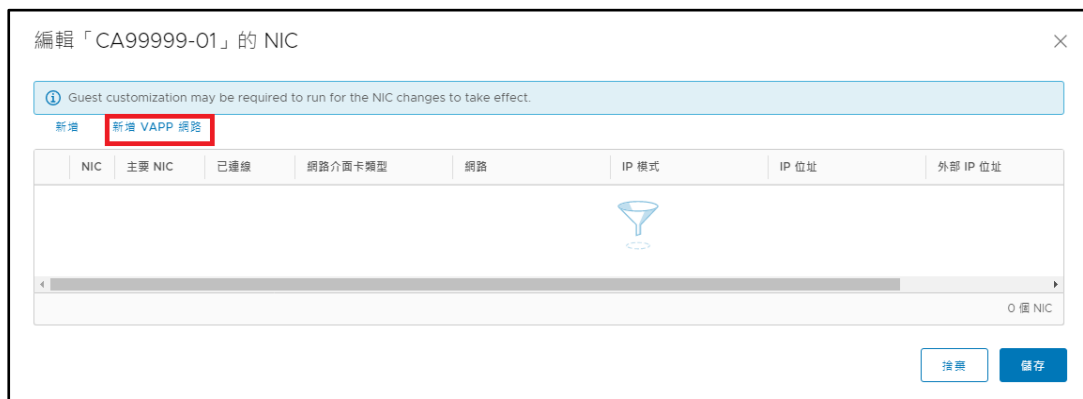 編輯「CA99999-01」的 NIC
Guest customization may be required to run for the NIC changes to take effect.
新增 新增 VAPP 網路
NIC 主要 NIC 已連線 網路介面卡類型 網路 IP 模式 IP 位址 外部 IP 位址
0 個 NIC
捨棄 儲存